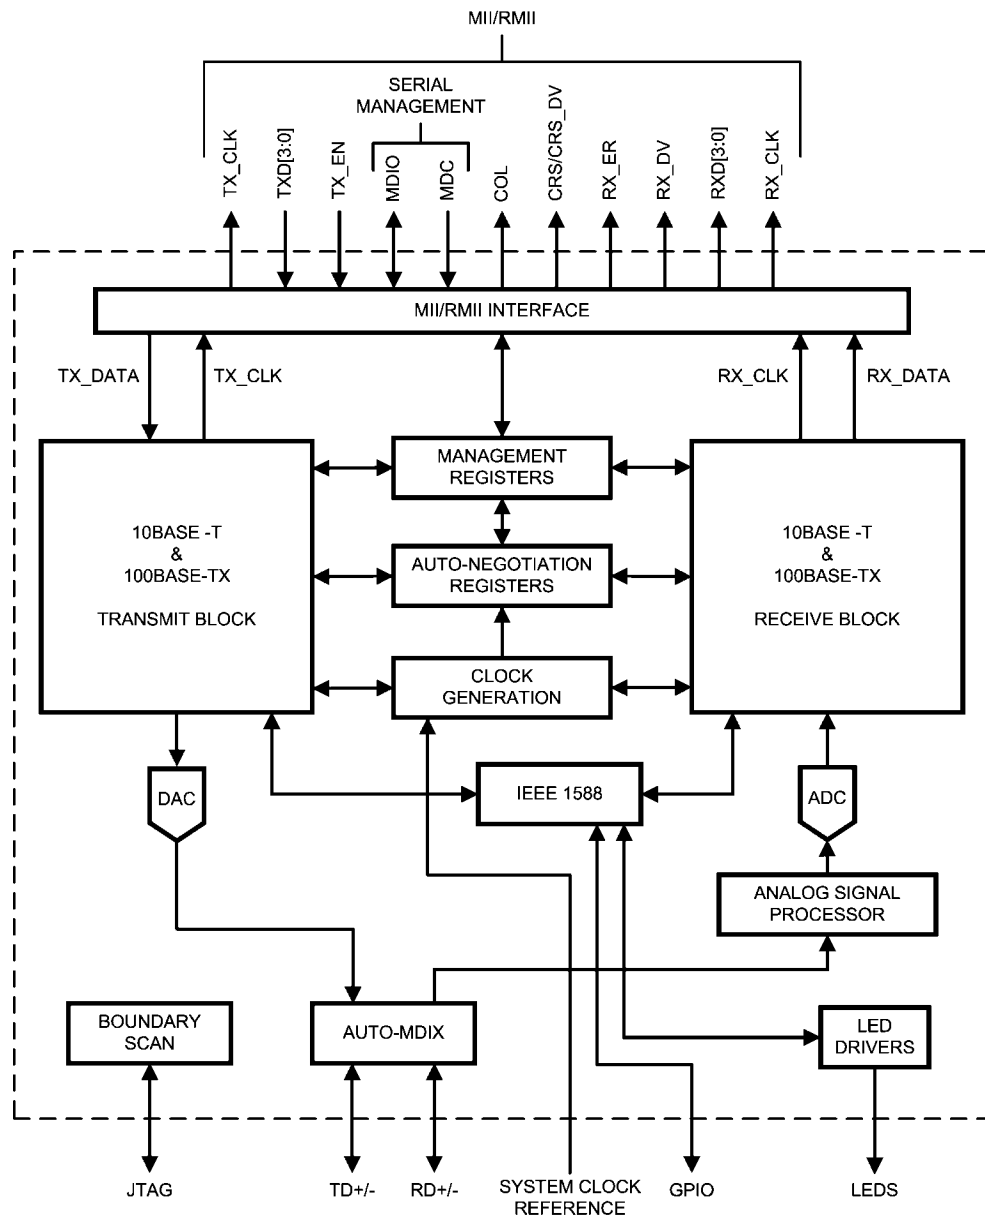 MII/RMII
SERIAL
MANAGEMENT
TX_CLK
TXD[3:0]
TX_EN
MDIO
MDC
COL
CRS/CRS_DV
RX_ER
RX_DV
RXD[3:0]
RX_CLK
MII/RMII INTERFACE
TX_DATA
TX_CLK
RX_CLK
RX_DATA
10BASE -T
&
100BASE-TX
TRANSMIT BLOCK
MANAGEMENT
REGISTERS
AUTO-NEGOTIATION
REGISTERS
CLOCK
GENERATION
10BASE -T
&
100BASE-TX
RECEIVE BLOCK
DAC
IEEE 1588
ADC
ANALOG SIGNAL
PROCESSOR
BOUNDARY
SCAN
AUTO-MDIX
LED
DRIVERS
JTAG
TD+/-
RD+/-
SYSTEM CLOCK
REFERENCE
GPIO
LEDS